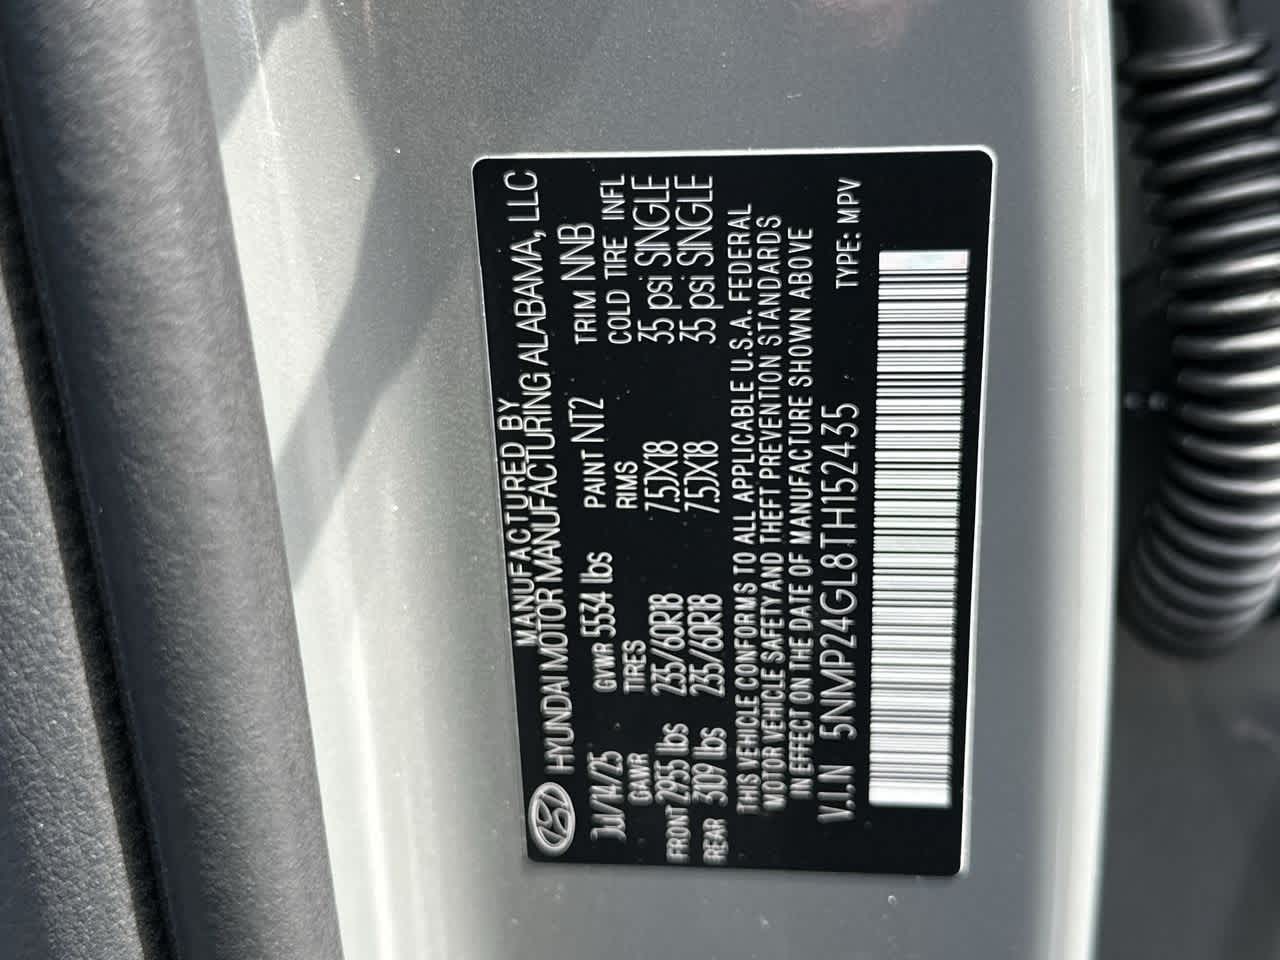 MANUFACTURED BY
HYUNDAI MOTOR MANUFACTURING ALABAMA, LLC
JUL/14/25 GVWR 5534 lbs PAINT NT2 TRIM NNB
GAWR TIRES RIMS COLD TIRE INFL
FRONT 2955 lbs 235/60R18 7.5JX18 35 psi SINGLE
REAR 3109 lbs 235/60R18 7.5JX18 35 psi SINGLE
THIS VEHICLE CONFORMS TO ALL APPLICABLE U.S.A. FEDERAL
MOTOR VEHICLE SAFETY AND THEFT PREVENTION STANDARDS
IN EFFECT ON THE DATE OF MANUFACTURE SHOWN ABOVE
V.I.N 5NMP24GL8TH152435 TYPE: MPV